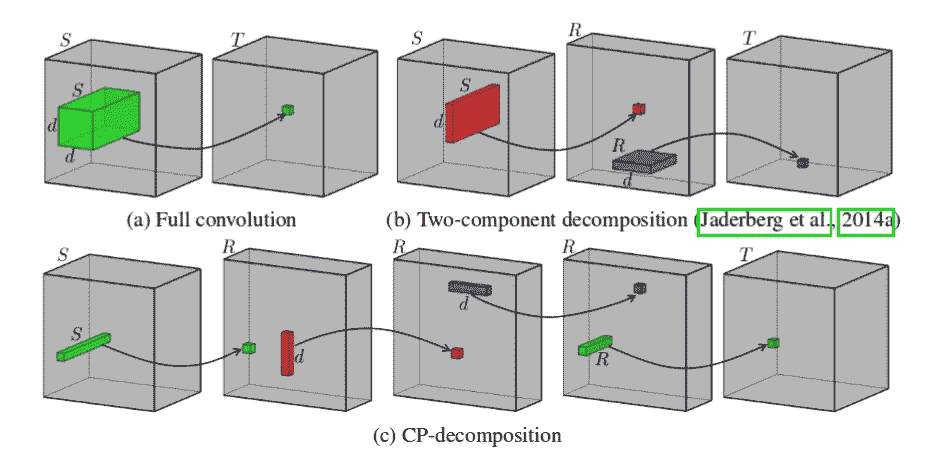 S T S R T
S S
d d
R
d d
(a) Full convolution (b) Two-component decomposition (Jaderberg et al., 2014a)
S R R R T
S d d R
(c) CP-decomposition